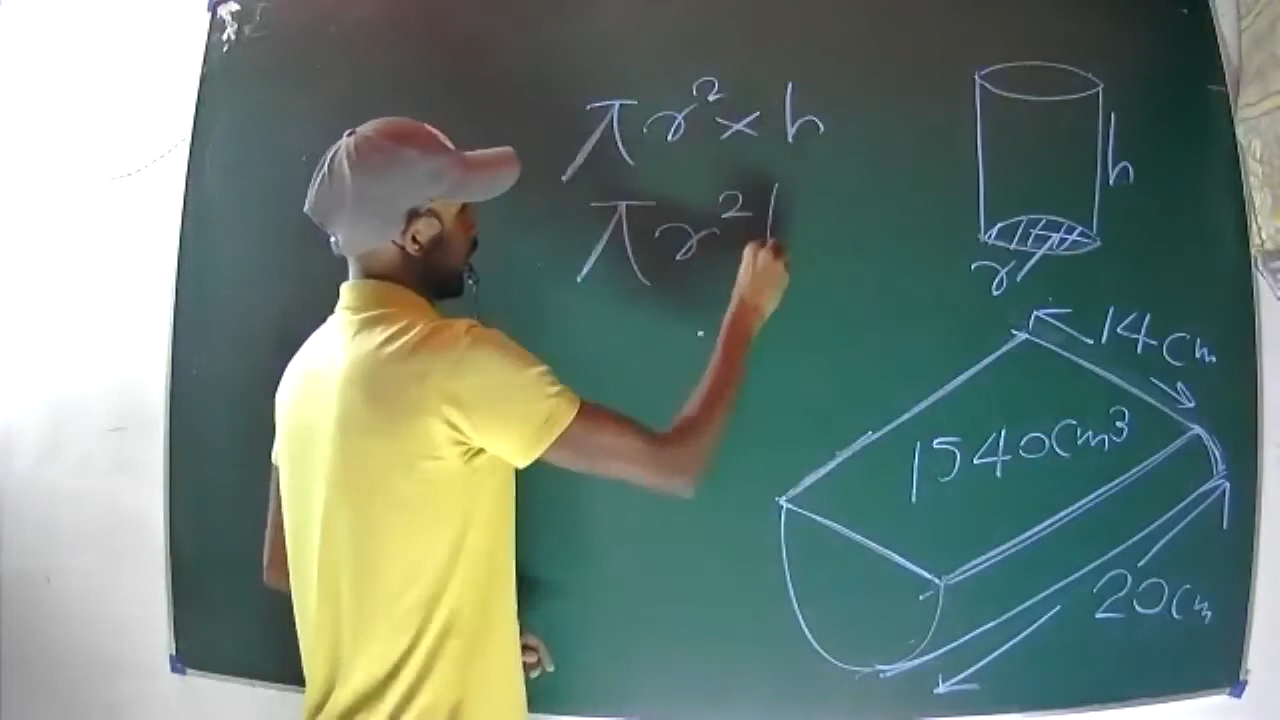 πr²×h
πr²
h
r
14cm
1540cm³
20cm